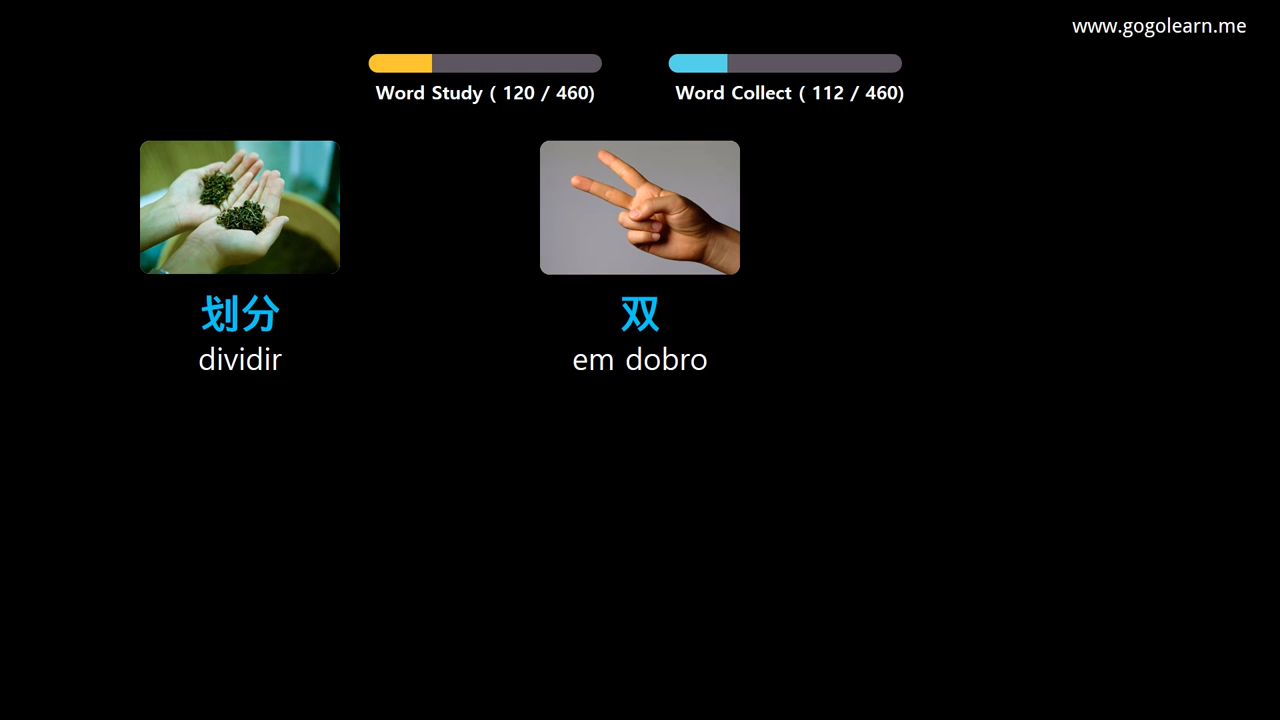 www.gogolearn.me
Word Study ( 120 / 460)
Word Collect ( 112 / 460)
划分
dividir
双
em dobro